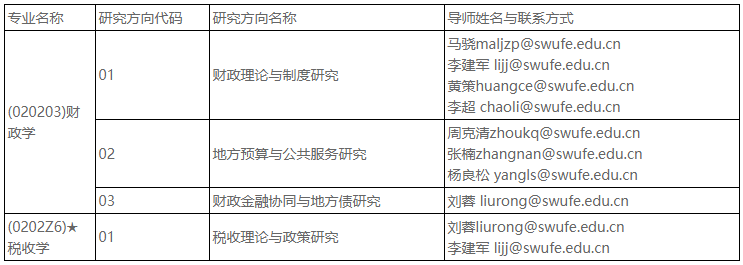 专业名称 研究方向代码 研究方向名称 导师姓名与联系方式
(020203)财政学
01 财政理论与制度研究
马骁maljzp@swufe.edu.cn
李建军 lijj@swufe.edu.cn
黄策huangce@swufe.edu.cn
李超 chaoli@swufe.edu.cn
02 地方预算与公共服务研究
周克清zhoukq@swufe.edu.cn
张楠zhangnan@swufe.edu.cn
杨良松 yangls@swufe.edu.cn
03 财政金融协同与地方债研究 刘蓉 liurong@swufe.edu.cn
(0202Z6)★
税收学
01 税收理论与政策研究
刘蓉liurong@swufe.edu.cn
李建军 lijj@swufe.edu.cn